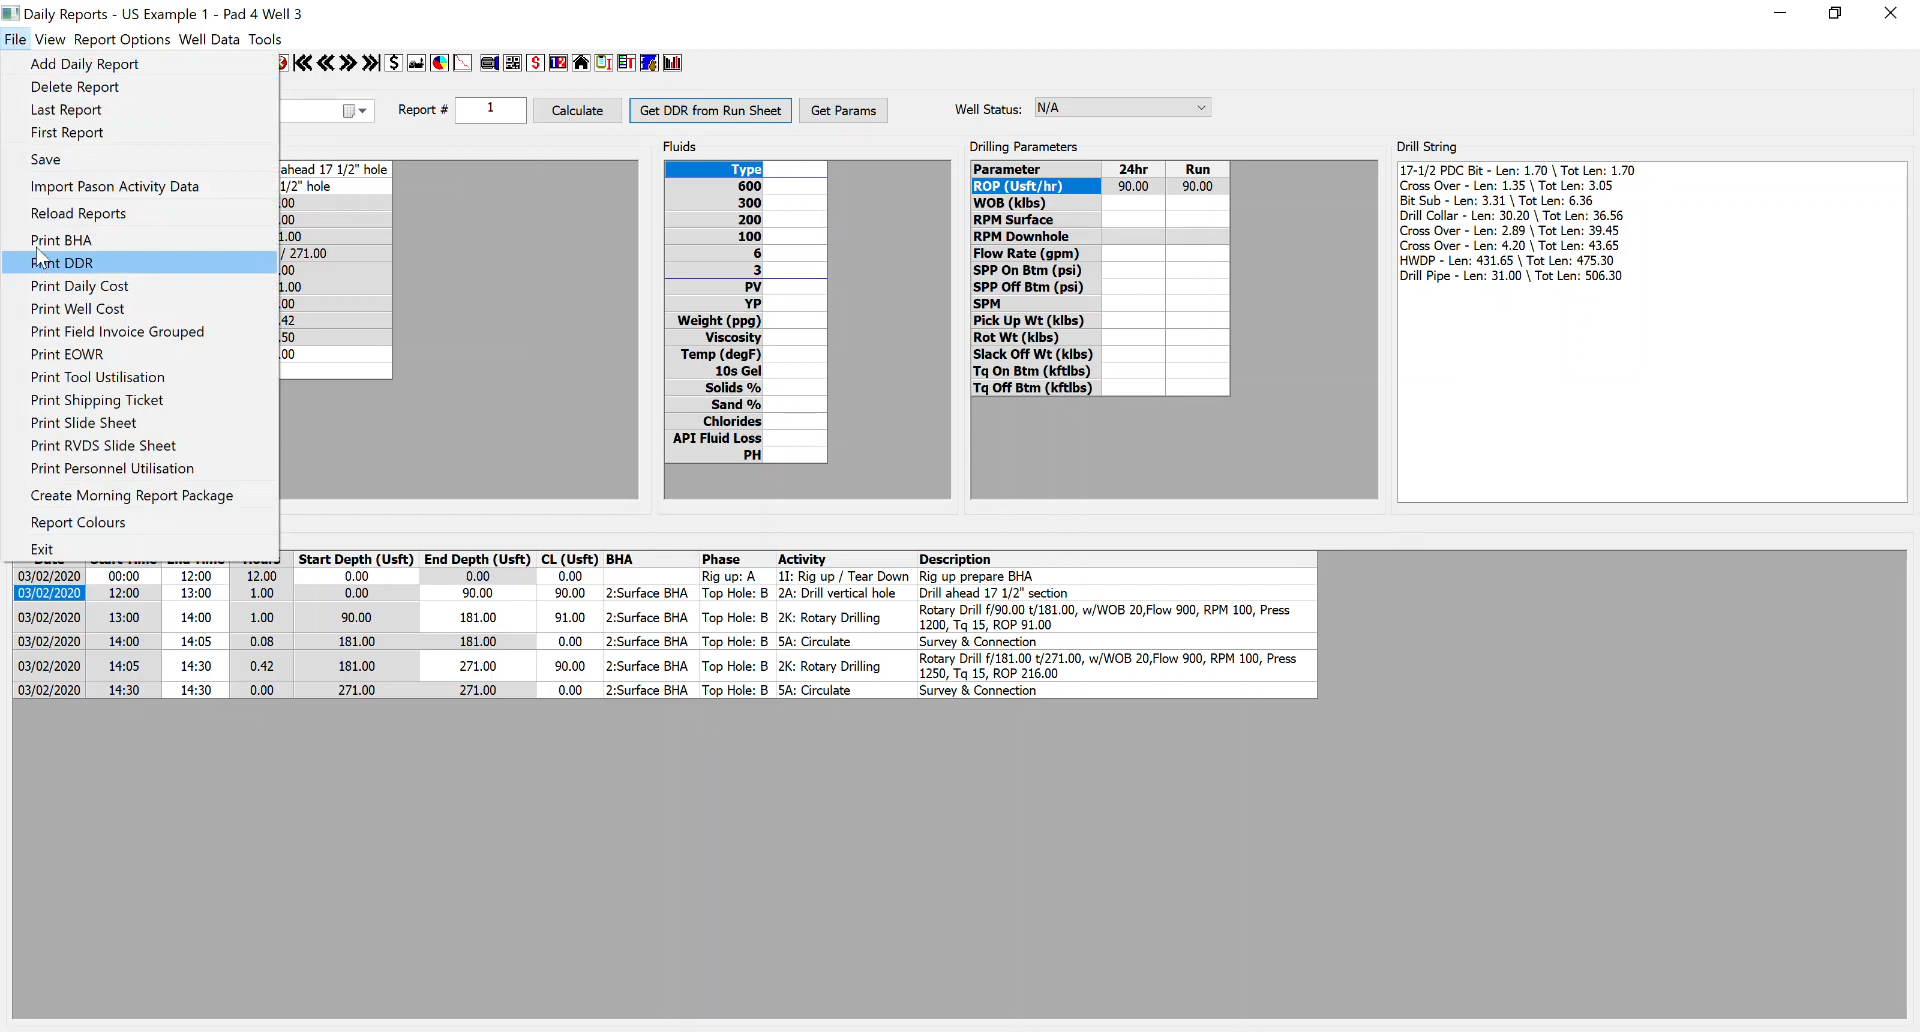 Daily Reports - US Example 1 - Pad 4 Well 3
File View Report Options Well Data Tools
Add Daily Report
Delete Report
Last Report
First Report
Save
Import Pason Activity Data
Reload Reports
Print BHA
Print DDR
Print Daily Cost
Print Well Cost
Print Field Invoice Grouped
Print EOWR
Print Tool Ustilisation
Print Shipping Ticket
Print Slide Sheet
Print RVDS Slide Sheet
Print Personnel Utilisation
Create Morning Report Package
Report Colours
Exit
Report # 1 Calculate Get DDR from Run Sheet Get Params Well Status: N/A
ahead 17 1/2" hole
1/2" hole
.00
.00
1.00
/ 271.00
.00
1.00
.00
.42
.50
.00
Fluids
Type
600
300
200
100
6
3
PV
YP
Weight (ppg)
Viscosity
Temp (degF)
10s Gel
Solids %
Sand %
Chlorides
API Fluid Loss
PH
Drilling Parameters
Parameter 24hr Run
ROP (Usft/hr) 90.00 90.00
WOB (klbs)
RPM Surface
RPM Downhole
Flow Rate (gpm)
SPP On Btm (psi)
SPP Off Btm (psi)
SPM
Pick Up Wt (klbs)
Rot Wt (klbs)
Slack Off Wt (klbs)
Tq On Btm (kftlbs)
Tq Off Btm (kftlbs)
Drill String
17-1/2 PDC Bit - Len: 1.70 \ Tot Len: 1.70
Cross Over - Len: 1.35 \ Tot Len: 3.05
Bit Sub - Len: 3.31 \ Tot Len: 6.36
Drill Collar - Len: 30.20 \ Tot Len: 36.56
Cross Over - Len: 2.89 \ Tot Len: 39.45
Cross Over - Len: 4.20 \ Tot Len: 43.65
HWDP - Len: 431.65 \ Tot Len: 475.30
Drill Pipe - Len: 31.00 \ Tot Len: 506.30
Date Start Time End Time Hours Start Depth (Usft) End Depth (Usft) CL (Usft) BHA Phase Activity Description
03/02/2020 00:00 12:00 12.00 0.00 0.00 0.00 Rig up: A 1I: Rig up / Tear Down Rig up prepare BHA
03/02/2020 12:00 13:00 1.00 0.00 90.00 90.00 2:Surface BHA Top Hole: B 2A: Drill vertical hole Drill ahead 17 1/2" section
03/02/2020 13:00 14:00 1.00 90.00 181.00 91.00 2:Surface BHA Top Hole: B 2K: Rotary Drilling Rotary Drill f/90.00 t/181.00, w/WOB 20,Flow 900, RPM 100, Press
1200, Tq 15, ROP 91.00
03/02/2020 14:00 14:05 0.08 181.00 181.00 0.00 2:Surface BHA Top Hole: B 5A: Circulate Survey & Connection
03/02/2020 14:05 14:30 0.42 181.00 271.00 90.00 2:Surface BHA Top Hole: B 2K: Rotary Drilling Rotary Drill f/181.00 t/271.00, w/WOB 20,Flow 900, RPM 100, Press
1250, Tq 15, ROP 216.00
03/02/2020 14:30 14:30 0.00 271.00 271.00 0.00 2:Surface BHA Top Hole: B 5A: Circulate Survey & Connection